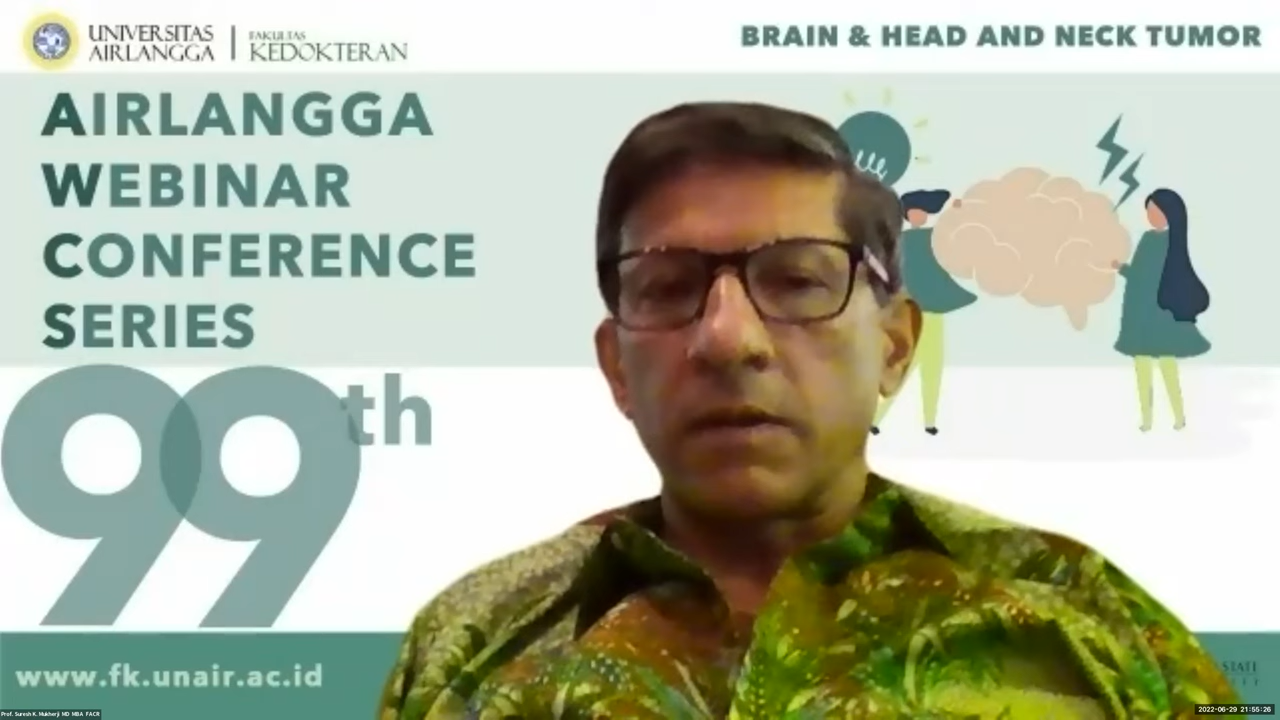 UNIVERSITAS
AIRLANGGA
FAKULTAS
KEDOKTERAN
BRAIN & HEAD AND NECK TUMOR
AIRLANGGA
WEBINAR
CONFERENCE
SERIES
99th
www.fk.unair.ac.id
STATE
Prof. Suresh K. Mukherji MD MBA FACR
2022-06-29 21:55:26